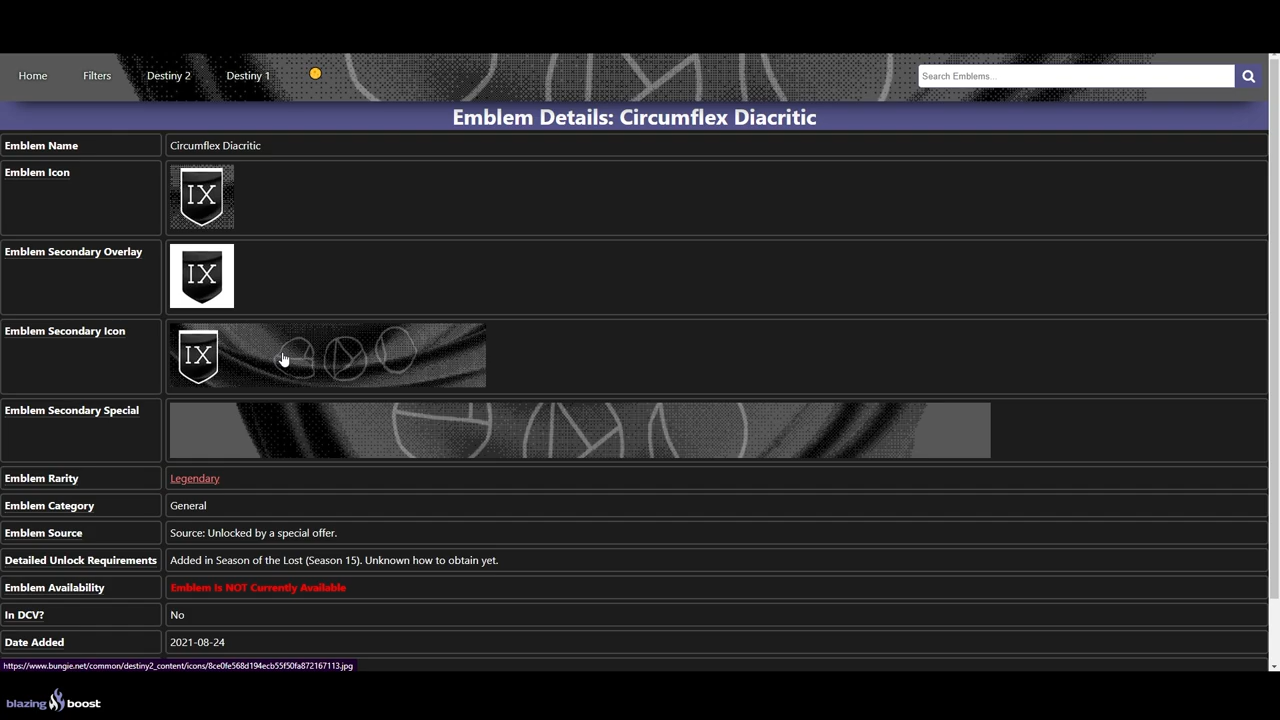 Home Filters Destiny 2 Destiny 1 Search Emblems...
Emblem Details: Circumflex Diacritic
Emblem Name Circumflex Diacritic
Emblem Icon
IX
Emblem Secondary Overlay
IX
Emblem Secondary Icon
IX
Emblem Secondary Special
Emblem Rarity Legendary
Emblem Category General
Emblem Source Source: Unlocked by a special offer.
Detailed Unlock Requirements Added in Season of the Lost (Season 15). Unknown how to obtain yet.
Emblem Availability Emblem Is NOT Currently Available
In DCV? No
Date Added 2021-08-24
https://www.bungie.net/common/destiny2_content/icons/8ce0fe568d194ecb55f50fa872167113.jpg
blazing boost